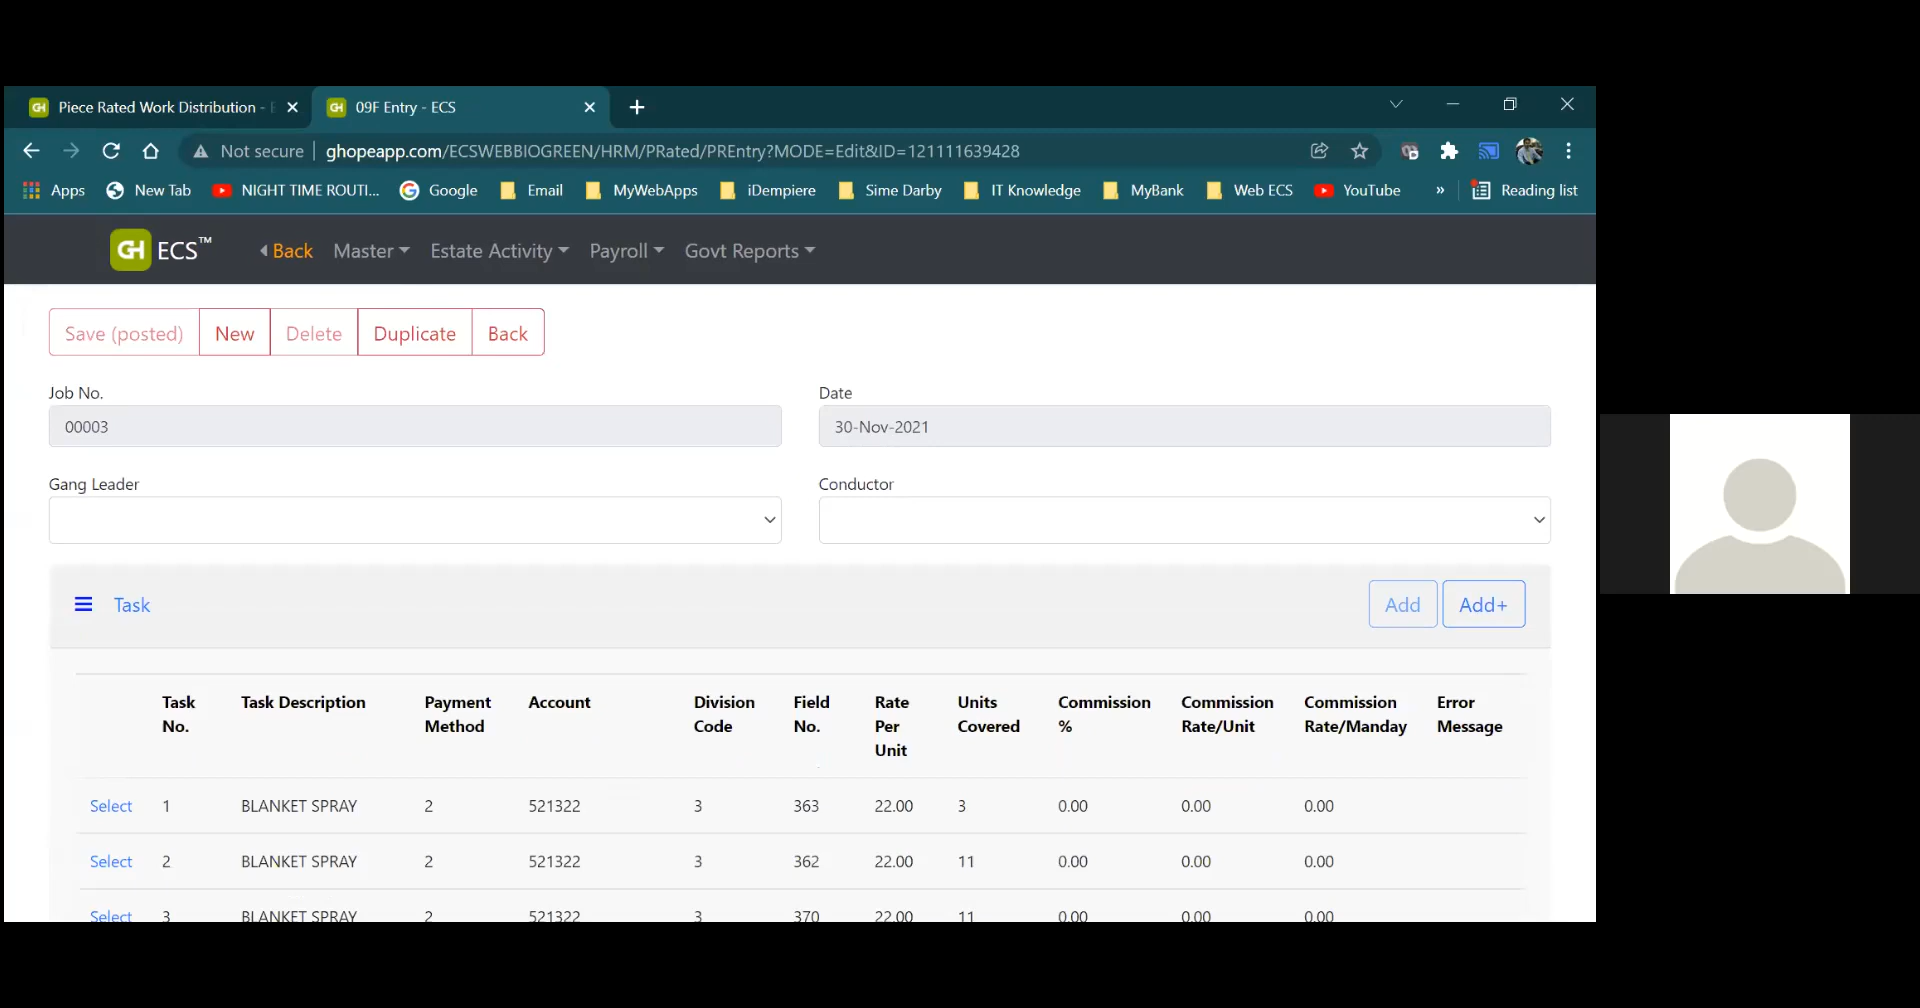 GH Piece Rated Work Distribution - GH 09F Entry - ECS
Not secure ghopeapp.com/ECSWEBBIOGREEN/HRM/PRated/PREntry?MODE=Edit&ID=121111639428
Apps New Tab NIGHT TIME ROUTI... Google Email MyWebApps iDempiere Sime Darby IT Knowledge MyBank Web ECS YouTube » Reading list
GH ECS™ Back Master Estate Activity Payroll Govt Reports
Save (posted) New Delete Duplicate Back
Job No. Date
00003 30-Nov-2021
Gang Leader Conductor
Task Add Add+
Task Task Description Payment Account Division Field Rate Units Commission Commission Commission Error
No. Method Code No. Per Covered % Rate/Unit Rate/Manday Message
Unit
Select 1 BLANKET SPRAY 2 521322 3 363 22.00 3 0.00 0.00 0.00
Select 2 BLANKET SPRAY 2 521322 3 362 22.00 11 0.00 0.00 0.00
Select 3 BLANKET SPRAY 2 521322 3 370 22.00 11 0.00 0.00 0.00